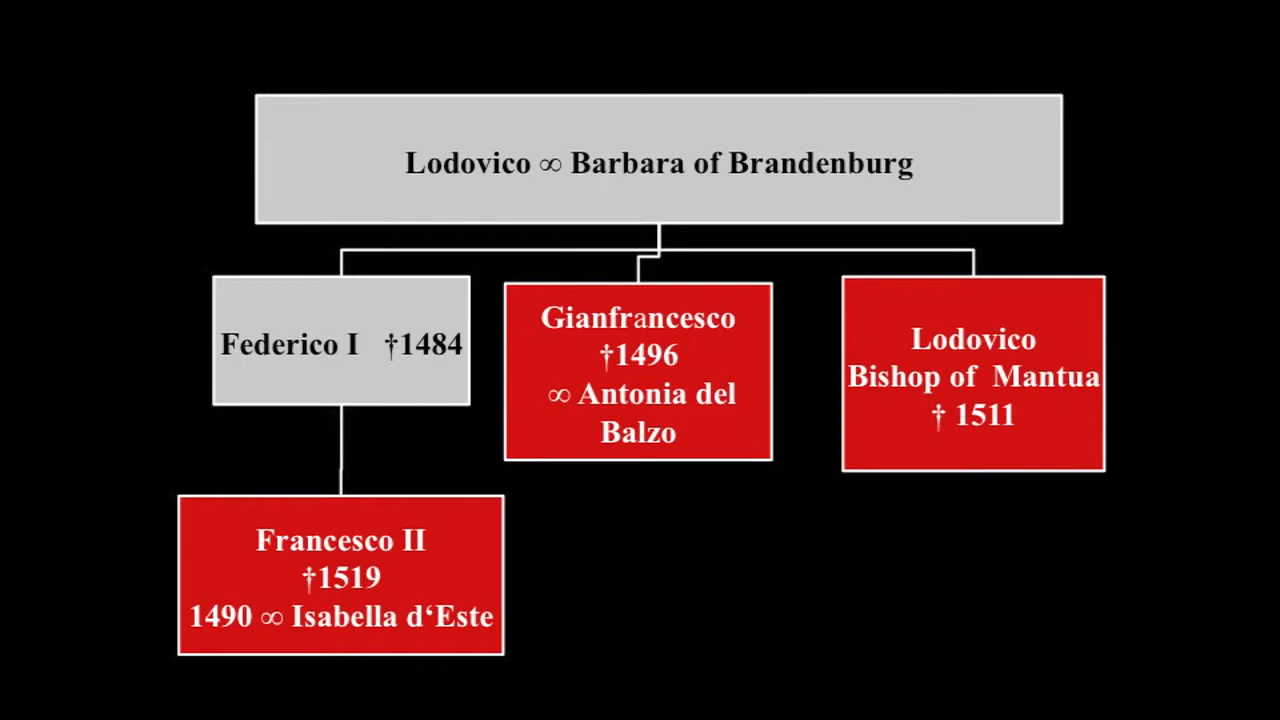 Lodovico ∞ Barbara of Brandenburg
Federico I †1484
Gianfrancesco
†1496
∞ Antonia del
Balzo
Lodovico
Bishop of Mantua
† 1511
Francesco II
†1519
1490 ∞ Isabella d‘Este